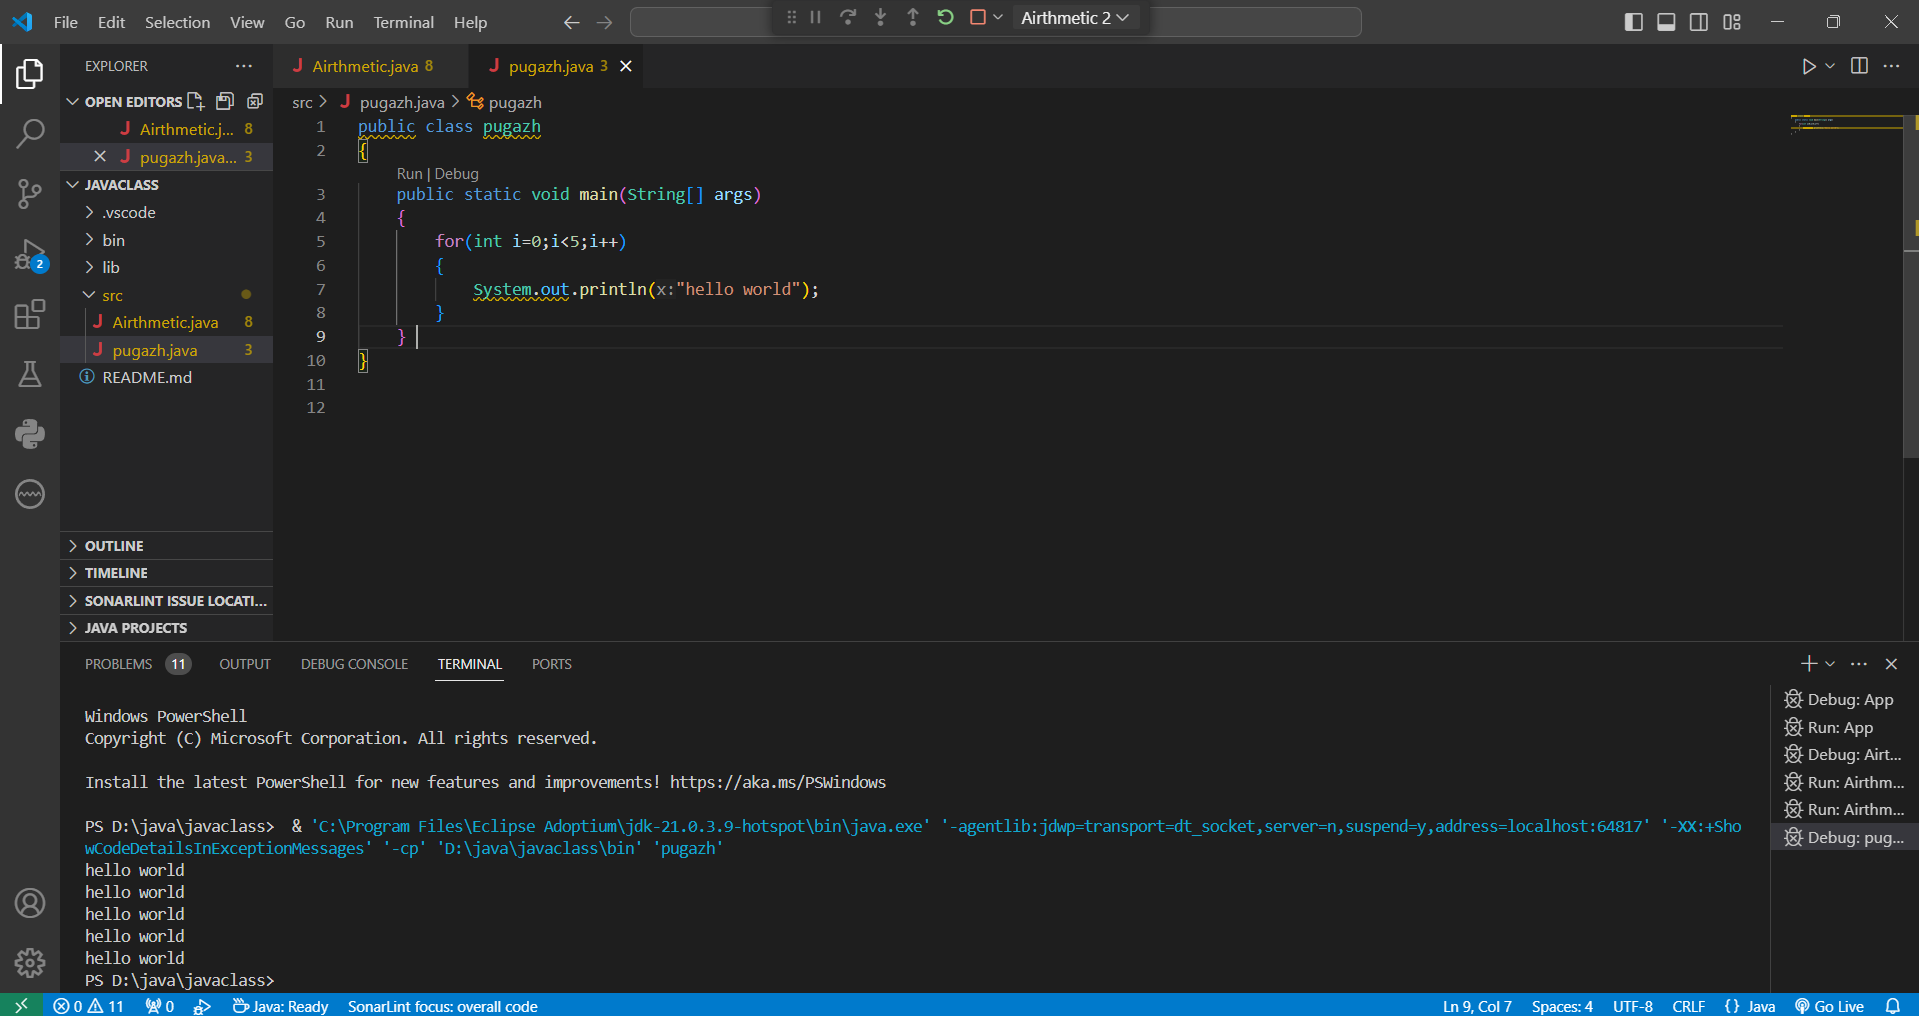 File Edit Selection View Go Run Terminal Help
Airthmetic 2
EXPLORER
Airthmetic.java 8
pugazh.java 3
OPEN EDITORS
Airthmetic.j... 8
pugazh.java... 3
JAVACLASS
.vscode
bin
lib
src
Airthmetic.java 8
pugazh.java 3
README.md
OUTLINE
TIMELINE
SONARLINT ISSUE LOCATI...
JAVA PROJECTS
2
src > pugazh.java > pugazh
1 public class pugazh
2 {
Run | Debug
3 public static void main(String[] args)
4 {
5 for(int i=0;i<5;i++)
6 {
7 System.out.println(x:"hello world");
8 }
9 }
10 }
11
12
PROBLEMS 11 OUTPUT DEBUG CONSOLE TERMINAL PORTS
Windows PowerShell
Copyright (C) Microsoft Corporation. All rights reserved.
Install the latest PowerShell for new features and improvements! https://aka.ms/PSWindows
PS D:\java\javaclass>  & 'C:\Program Files\Eclipse Adoptium\jdk-21.0.3.9-hotspot\bin\java.exe' '-agentlib:jdwp=transport=dt_socket,server=n,suspend=y,address=localhost:64817' '-XX:+Sho
wCodeDetailsInExceptionMessages' '-cp' 'D:\java\javaclass\bin' 'pugazh'
hello world
hello world
hello world
hello world
hello world
PS D:\java\javaclass>
Debug: App
Run: App
Debug: Airt...
Run: Airthm...
Run: Airthm...
Debug: pug...
0 11 0 Java: Ready SonarLint focus: overall code Ln 9, Col 7 Spaces: 4 UTF-8 CRLF {} Java Go Live